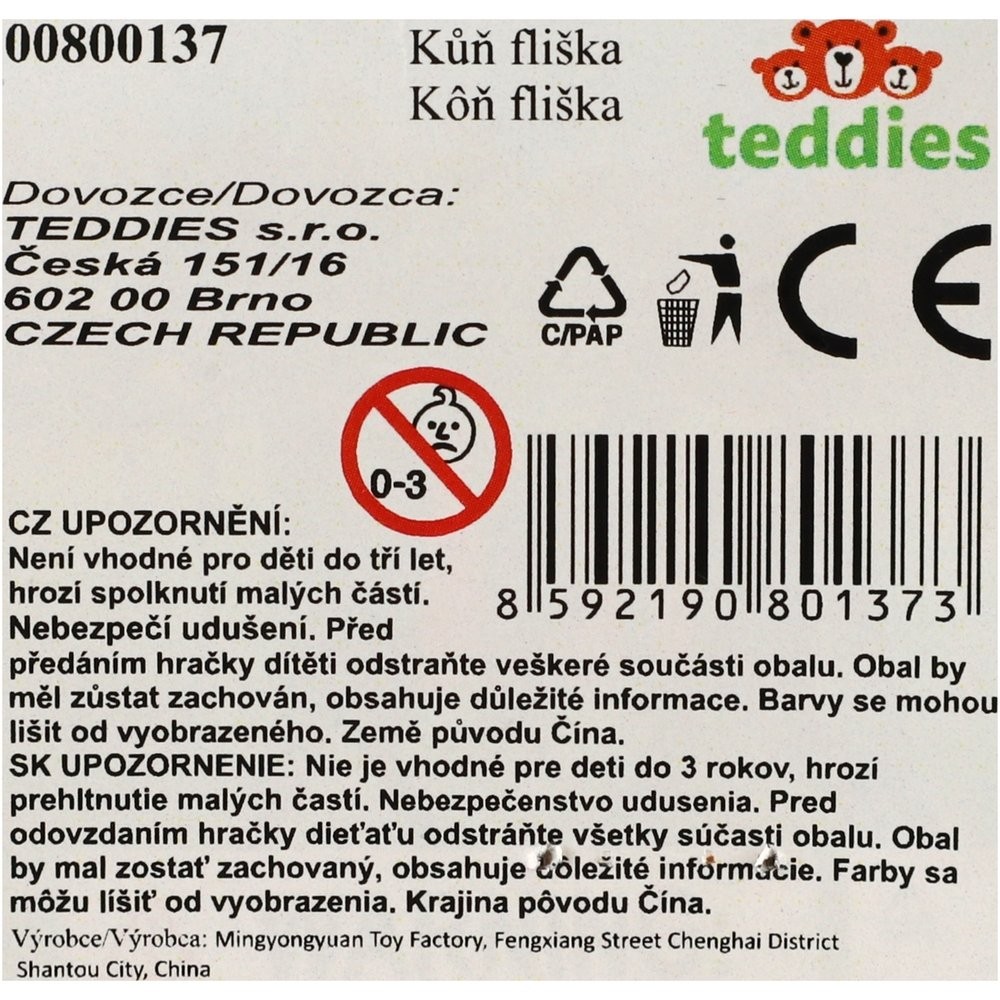 00800137
Kůň fliška
Kôň fliška
teddies
Dovozce/Dovozca:
TEDDIES s.r.o.
Česká 151/16
602 00 Brno
CZECH REPUBLIC
C/PAP
CE
0-3
8 592190 801373
CZ UPOZORNĚNÍ:
Není vhodné pro děti do tří let,
hrozí spolknutí malých částí.
Nebezpečí udušení. Před
předáním hračky dítěti odstraňte veškeré součásti obalu. Obal by
měl zůstat zachován, obsahuje důležité informace. Barvy se mohou
lišit od vyobrazeného. Země původu Čína.
SK UPOZORNENIE: Nie je vhodné pre deti do 3 rokov, hrozí
prehltnutie malých častí. Nebezpečenstvo udusenia. Pred
odovzdaním hračky dieťaťu odstráňte všetky súčasti obalu. Obal
by mal zostať zachovaný, obsahuje dôležité informácie. Farby sa
môžu líšiť od vyobrazenia. Krajina pôvodu Čína.
Výrobce/Výrobca: Mingyongyuan Toy Factory, Fengxiang Street Chenghai District
Shantou City, China